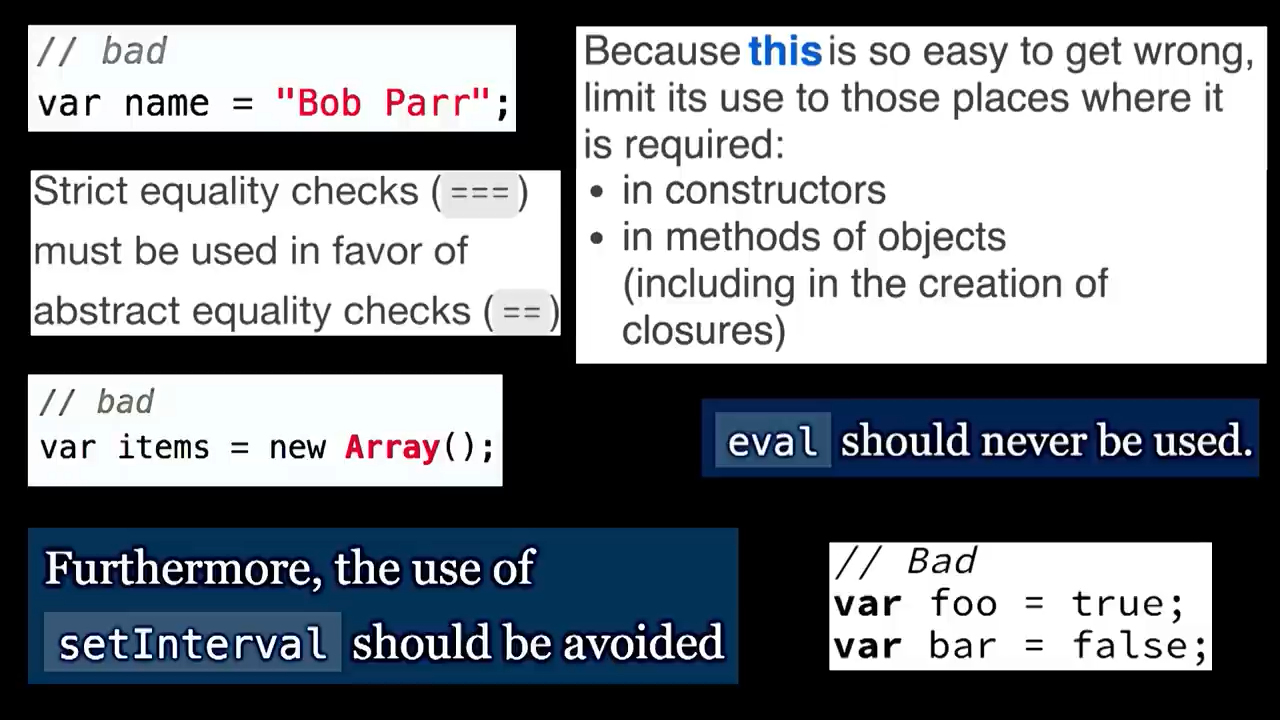 // bad
var name = "Bob Parr";
Strict equality checks (===)
must be used in favor of
abstract equality checks (==)
// bad
var items = new Array();
Furthermore, the use of
setInterval should be avoided
Because this is so easy to get wrong,
limit its use to those places where it
is required:
• in constructors
• in methods of objects
(including in the creation of
closures)
eval should never be used.
// Bad
var foo = true;
var bar = false;